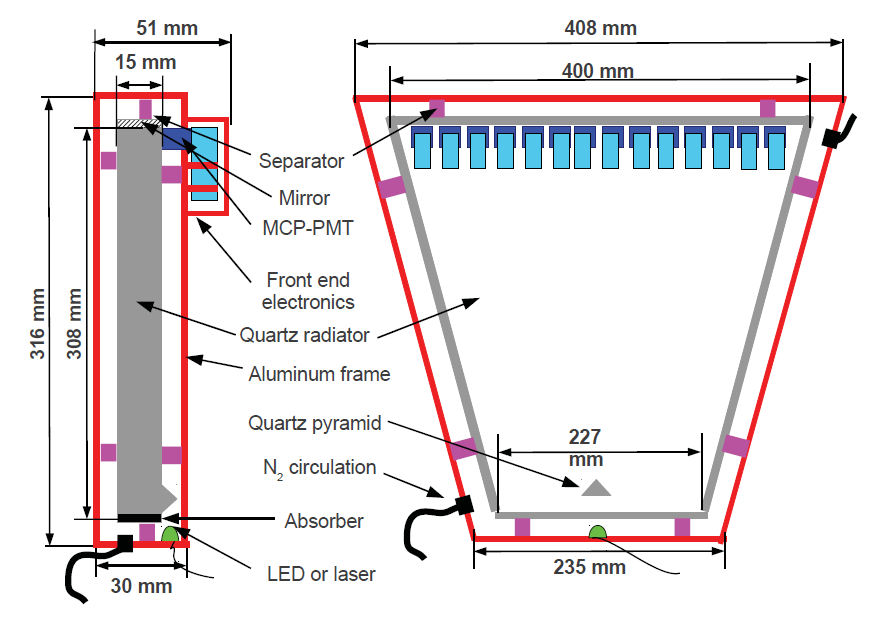 51 mm
408 mm
15 mm
400 mm
Separator
Mirror
MCP-PMT
Front end
electronics
316 mm
308 mm
Quartz radiator
Aluminum frame
Quartz pyramid
227
mm
N2 circulation
Absorber
LED or laser
30 mm
235 mm